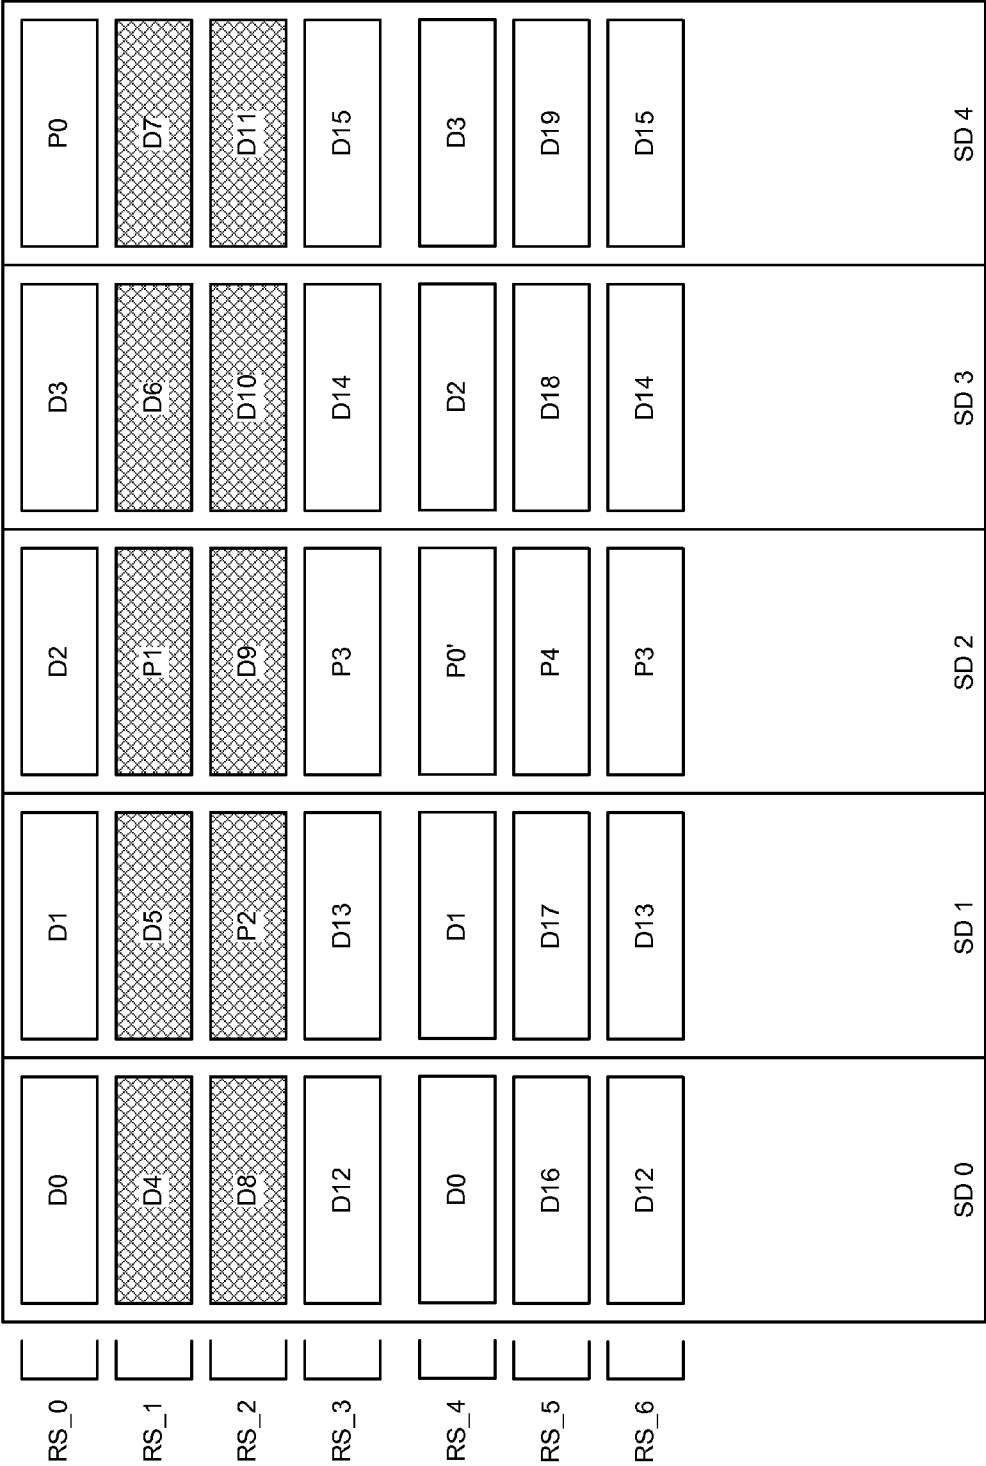 RS_0 D0 D1 D2 D3 P0
RS_1 D4 D5 P1 D6 D7
RS_2 D8 P2 D9 D10 D11
RS_3 D12 D13 P3 D14 D15
RS_4 D0 D1 P0' D2 D3
RS_5 D16 D17 P4 D18 D19
RS_6 D12 D13 P3 D14 D15
SD 0 SD 1 SD 2 SD 3 SD 4